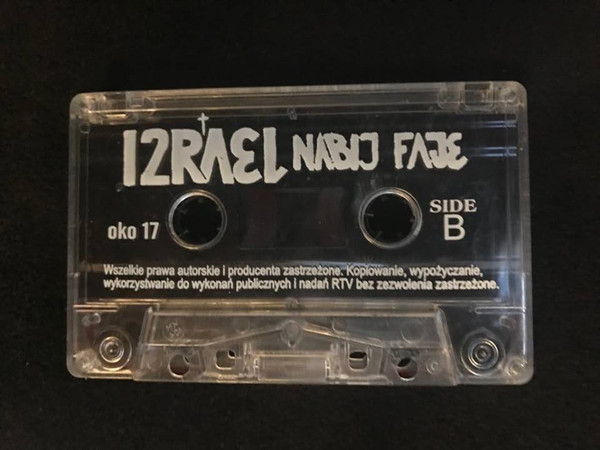 IZRAEL NABIJ FAJE
SIDE
B
oko 17
Wszelkie prawa autorskie i producenta zastrzeżone. Kopiowanie, wypożyczanie,
wykorzystwanie do wykonań publicznych i nadań RTV bez zezwolenia zastrzeżone.